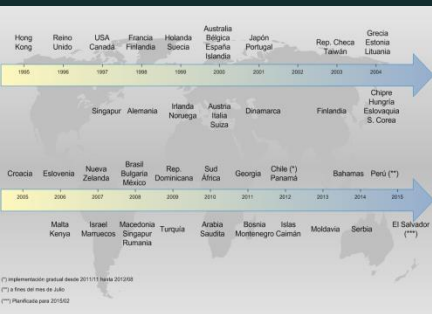 Hong Kong
Reino Unido
USA Canadá
Francia Finlandia
Holanda Suecia
Australia Bélgica España Islandia
Japón Portugal
Rep. Checa Taiwán
Grecia Estonia Lituania
1995 1996 1997 1998 1999 2000 2001 2002 2003 2004
Singapur
Alemania
Irlanda Noruega
Austria Italia Suiza
Dinamarca
Finlandia
Chipre Hungría Eslovaquia S. Corea
Croacia
Eslovenia
Nueva Zelanda
Brasil Bulgaria México
Rep. Dominicana
Sud África
Georgia
Chile (*) Panamá
Bahamas
Perú (**)
2005 2006 2007 2008 2009 2010 2011 2012 2013 2014 2015
Malta Kenya
Israel Marruecos
Macedonia Singapur Rumania
Turquía
Arabia Saudita
Bosnia Montenegro
Islas Caimán
Moldavia
Serbia
El Salvador (***)
(*) Implementación gradual desde 2011/11 hasta 2012/08
(**) a fines del mes de Julio
(***) Planificada para 2015/02